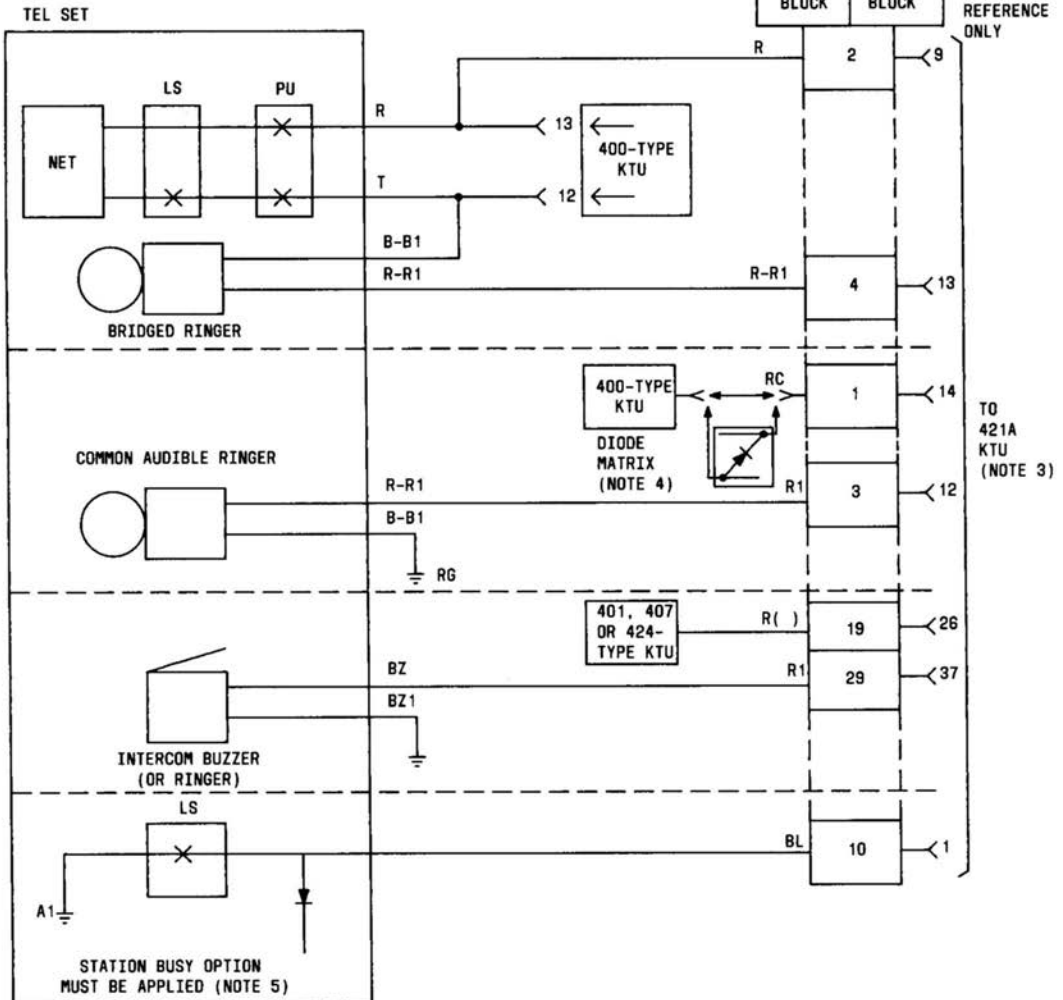 BLOCK BLOCK
REFERENCE
ONLY
TEL SET
R 2 9
LS PU
R
NET
13
400-TYPE
KTU
T
12
B-B1
R-R1 R-R1 4 13
BRIDGED RINGER
400-TYPE
KTU
RC 1 14
DIODE
MATRIX
(NOTE 4)
TO
421A
KTU
(NOTE 3)
COMMON AUDIBLE RINGER
R-R1 R1 3 12
B-B1
RG
401, 407
OR 424-
TYPE KTU
R( ) 19 26
BZ R1 29 37
BZ1
INTERCOM BUZZER
(OR RINGER)
LS
BL 10 1
A1
STATION BUSY OPTION
MUST BE APPLIED (NOTE 5)